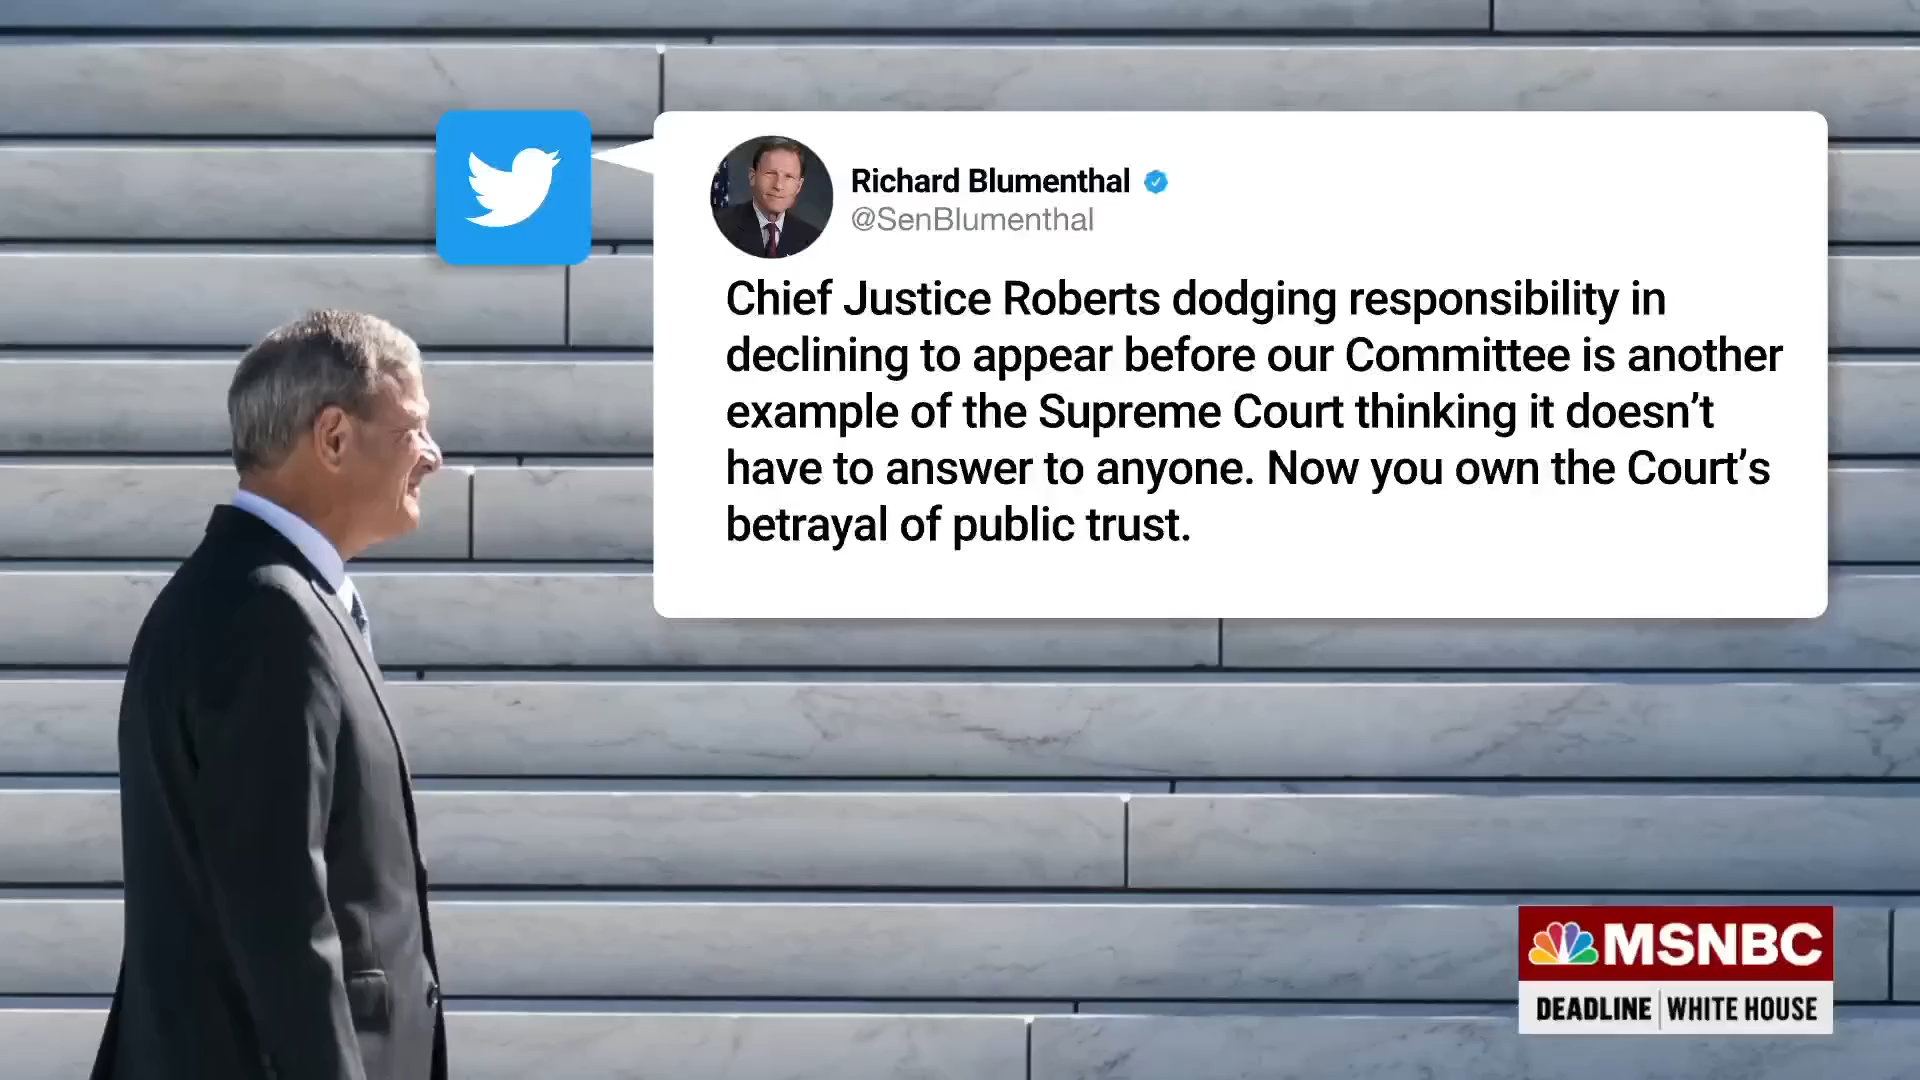 Richard Blumenthal
@SenBlumenthal
Chief Justice Roberts dodging responsibility in
declining to appear before our Committee is another
example of the Supreme Court thinking it doesn’t
have to answer to anyone. Now you own the Court’s
betrayal of public trust.
MSNBC
DEADLINE WHITE HOUSE